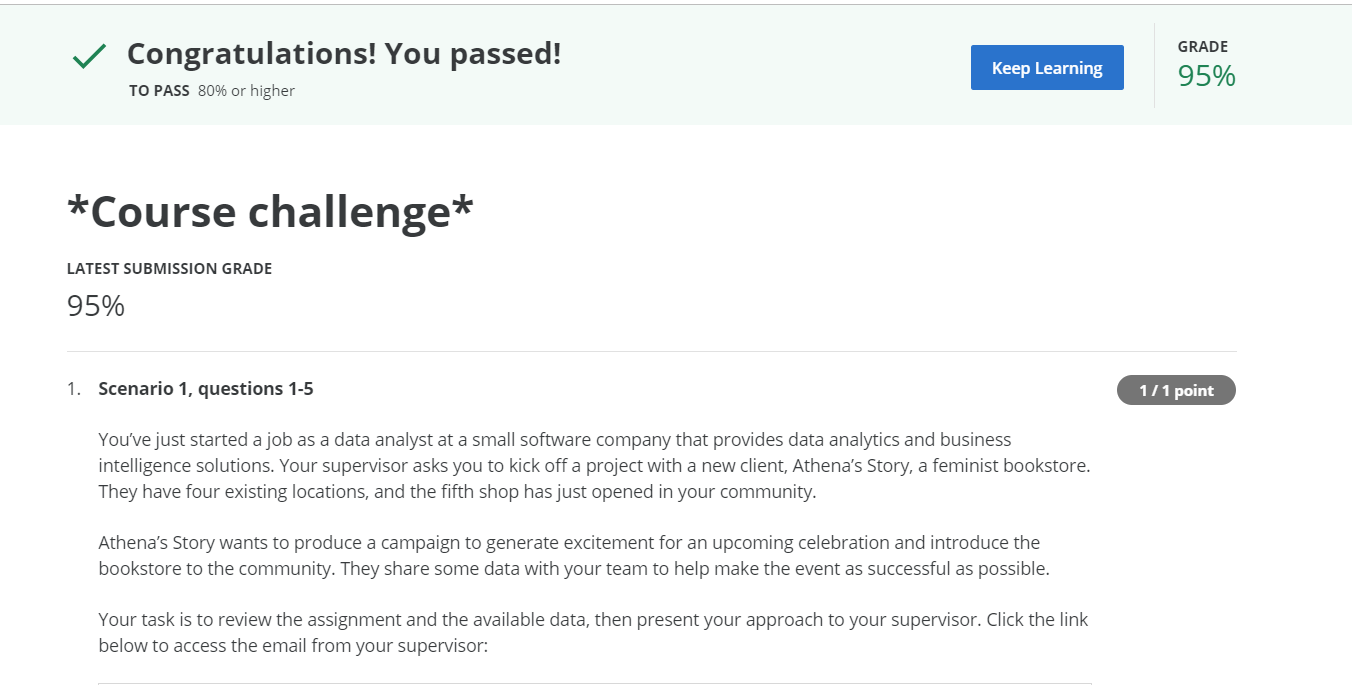 Congratulations! You passed!
TO PASS 80% or higher
Keep Learning
GRADE
95%
*Course challenge*
LATEST SUBMISSION GRADE
95%
1. Scenario 1, questions 1-5
1 / 1 point
You’ve just started a job as a data analyst at a small software company that provides data analytics and business
intelligence solutions. Your supervisor asks you to kick off a project with a new client, Athena’s Story, a feminist bookstore.
They have four existing locations, and the fifth shop has just opened in your community.
Athena’s Story wants to produce a campaign to generate excitement for an upcoming celebration and introduce the
bookstore to the community. They share some data with your team to help make the event as successful as possible.
Your task is to review the assignment and the available data, then present your approach to your supervisor. Click the link
below to access the email from your supervisor: